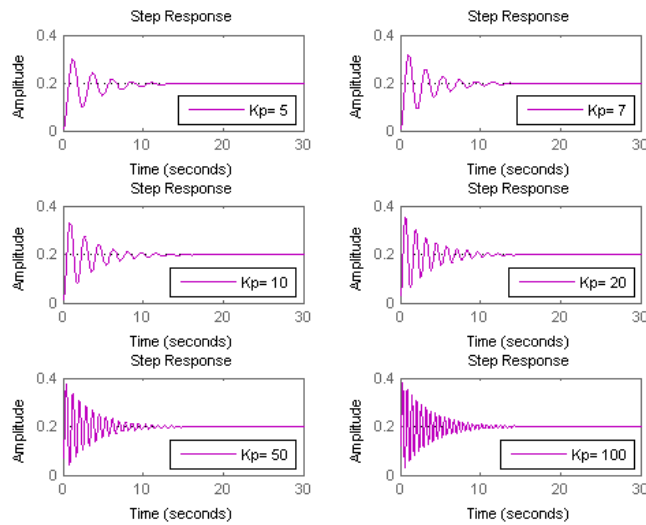 Step Response
Amplitude
0.4
0.2
0
Kp= 5
0 10 20 30
Time (seconds)
Step Response
Amplitude
0.4
0.2
0
Kp= 7
0 10 20 30
Time (seconds)
Step Response
Amplitude
0.4
0.2
0
Kp= 10
0 10 20 30
Time (seconds)
Step Response
Amplitude
0.4
0.2
0
Kp= 20
0 10 20 30
Time (seconds)
Step Response
Amplitude
0.4
0.2
0
Kp= 50
0 10 20 30
Time (seconds)
Step Response
Amplitude
0.4
0.2
0
Kp= 100
0 10 20 30
Time (seconds)